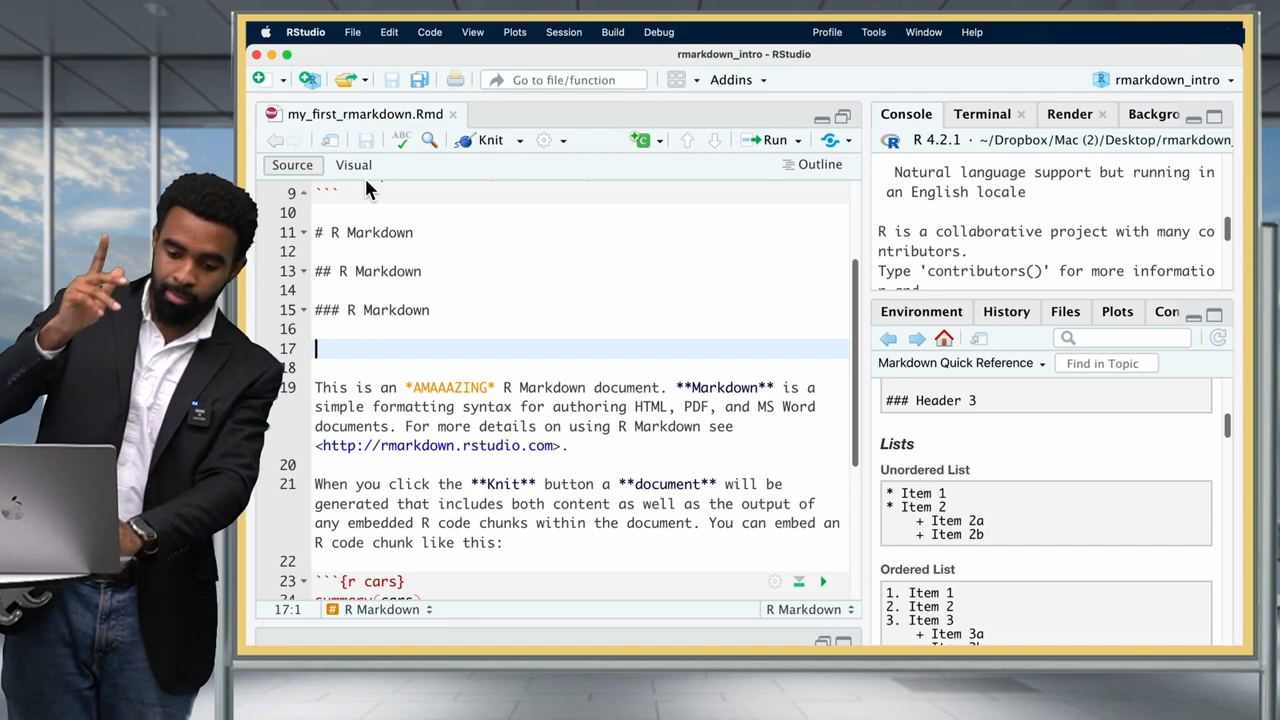 RStudio File Edit Code View Plots Session Build Debug Profile Tools Window Help
rmarkdown_intro - RStudio
Go to file/function
Addins
rmarkdown_intro
my_first_rmarkdown.Rmd
ABC
Knit
Run
Source Visual
Outline
9 ```
10
11 # R Markdown
12
13 ## R Markdown
14
15 ### R Markdown
16
17
18
19 This is an *AMAAAZING* R Markdown document. **Markdown** is a
simple formatting syntax for authoring HTML, PDF, and MS Word
documents. For more details on using R Markdown see
<http://rmarkdown.rstudio.com>.
20
21 When you click the **Knit** button a **document** will be
generated that includes both content as well as the output of
any embedded R code chunks within the document. You can embed an
R code chunk like this:
22
23 ```{r cars}
24 summary(cars)
17:1 # R Markdown R Markdown
Console Terminal Render Backgro
R 4.2.1 · ~/Dropbox/Mac (2)/Desktop/rmarkdown_
Natural language support but running in
an English locale
R is a collaborative project with many co
ntributors.
Type 'contributors()' for more informatio
n and
Environment History Files Plots Con
Markdown Quick Reference
Find in Topic
### Header 3
Lists
Unordered List
* Item 1
* Item 2
+ Item 2a
+ Item 2b
Ordered List
1. Item 1
2. Item 2
3. Item 3
+ Item 3a